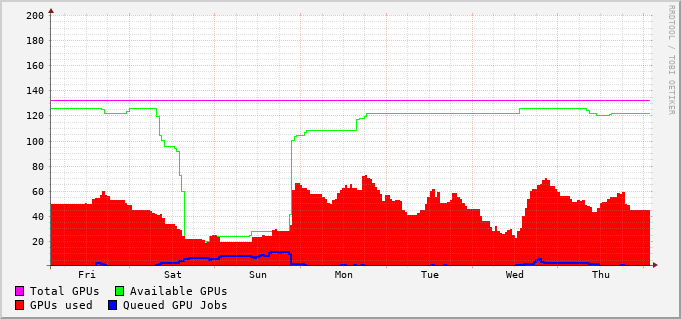 200
180
160
140
120
100
80
60
40
20
Fri Sat Sun Mon Tue Wed Thu
Total GPUs Available GPUs
GPUs used Queued GPU Jobs
RRDTOOL / TOBI OETIKER